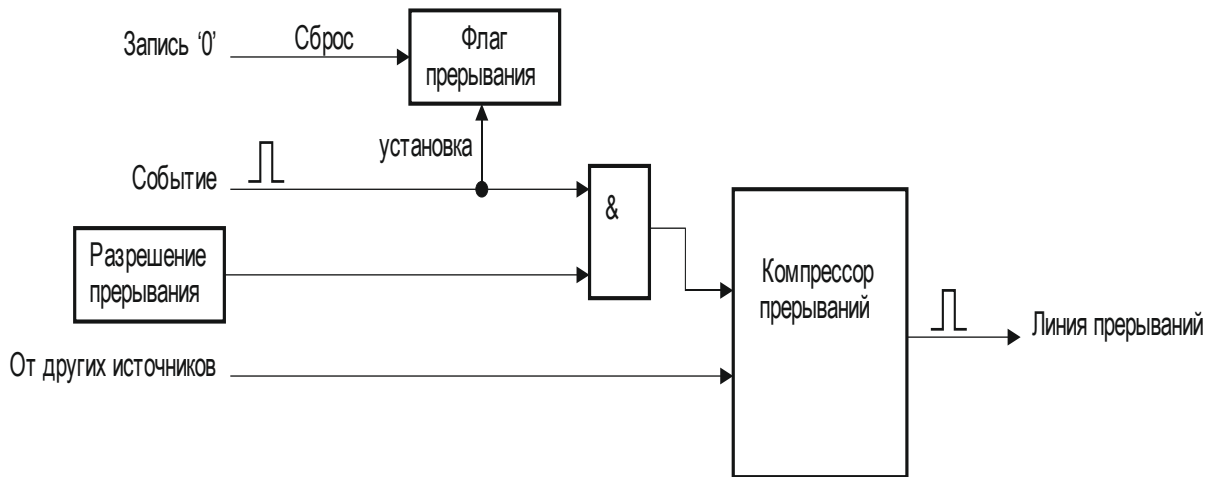 Запись ‘0’
Сброс
Флаг
прерывания
установка
Событие
&
Разрешение
прерывания
Компрессор
прерываний
Линия прерываний
От других источников